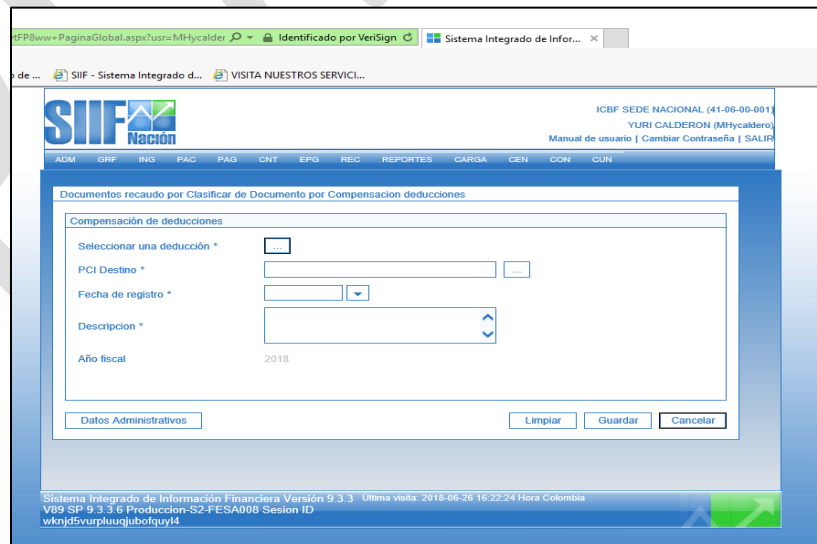 tFP8ww+PaginaGlobal.aspx?usr=MHycalder Identificado por VeriSign Sistema Integrado de Infor...
de ... SIIF - Sistema Integrado d... VISITA NUESTROS SERVICI...
SIIF Nación
ICBF SEDE NACIONAL (41-06-00-001)
YURI CALDERON (MHycaldero)
Manual de usuario | Cambiar Contraseña | SALIR
ADM GRF ING PAC PAG CNT EPG REC REPORTES CARGA CEN CON CUN
Documentos recaudo por Clasificar de Documento por Compensacion deducciones
Compensación de deducciones
Seleccionar una deducción * ...
PCI Destino * ...
Fecha de registro *
Descripcion *
Año fiscal 2018
Datos Administrativos Limpiar Guardar Cancelar
Sistema Integrado de Información Financiera Versión 9.3.3 Ultima visita: 2018-06-26 16:22:24 Hora Colombia
V89 SP 9.3.3.6 Produccion-S2-FESA008 Sesion ID
wknjd5vurpluuqjubofquyl4